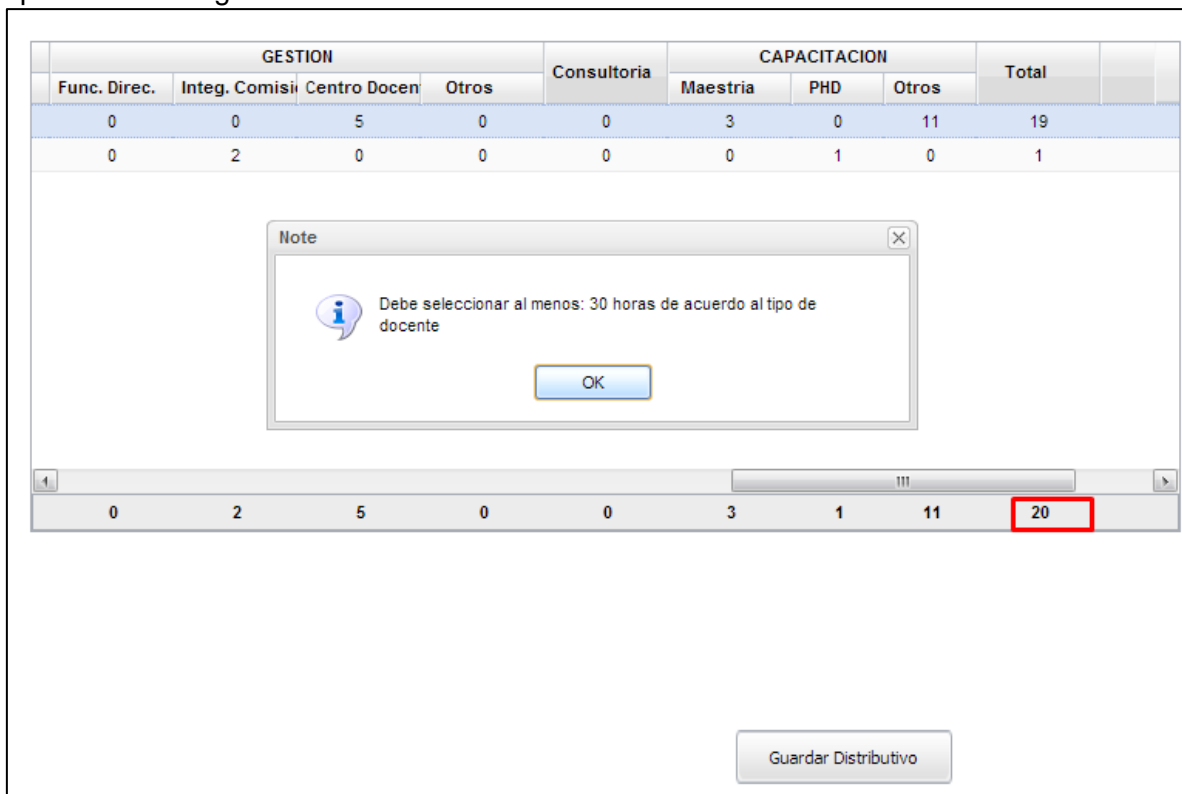 GESTION Consultoria CAPACITACION Total
Func. Direc. Integ. Comisi Centro Docen Otros Maestria PHD Otros
0 0 5 0 0 3 0 11 19
0 2 0 0 0 0 1 0 1
Note
Debe seleccionar al menos: 30 horas de acuerdo al tipo de
docente
OK
0 2 5 0 0 3 1 11 20
Guardar Distributivo